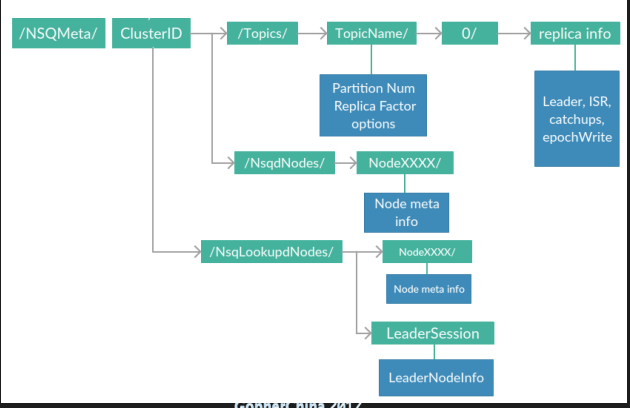 /NSQMeta/
ClusterID
/Topics/
TopicName/
0/
replica info
Partition Num
Replica Factor
options
Leader, ISR,
catchups,
epochWrite
/NsqdNodes/
NodeXXXX/
Node meta
info
/NsqLookupdNodes/
NodeXXXX/
Node meta info
LeaderSession
LeaderNodeInfo